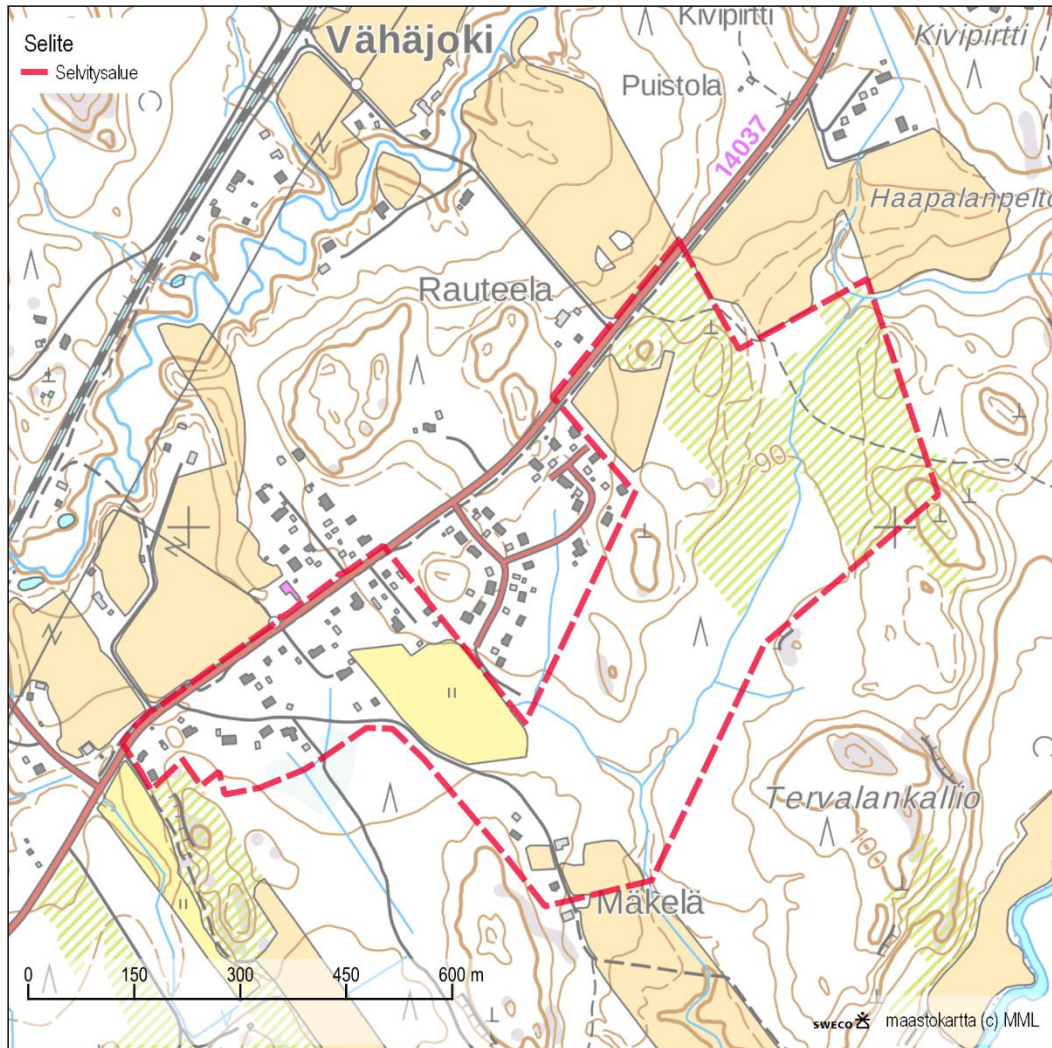 Selite
Selvitysalue
Vähäjoki
Kivipirtti
Kivipirtti
Puistola
14037
Haapalanpelto
Rauteela
90
Tervalankallio
100
Mäkelä
0 150 300 450 600 m
SWECO maastokartta (c) MML